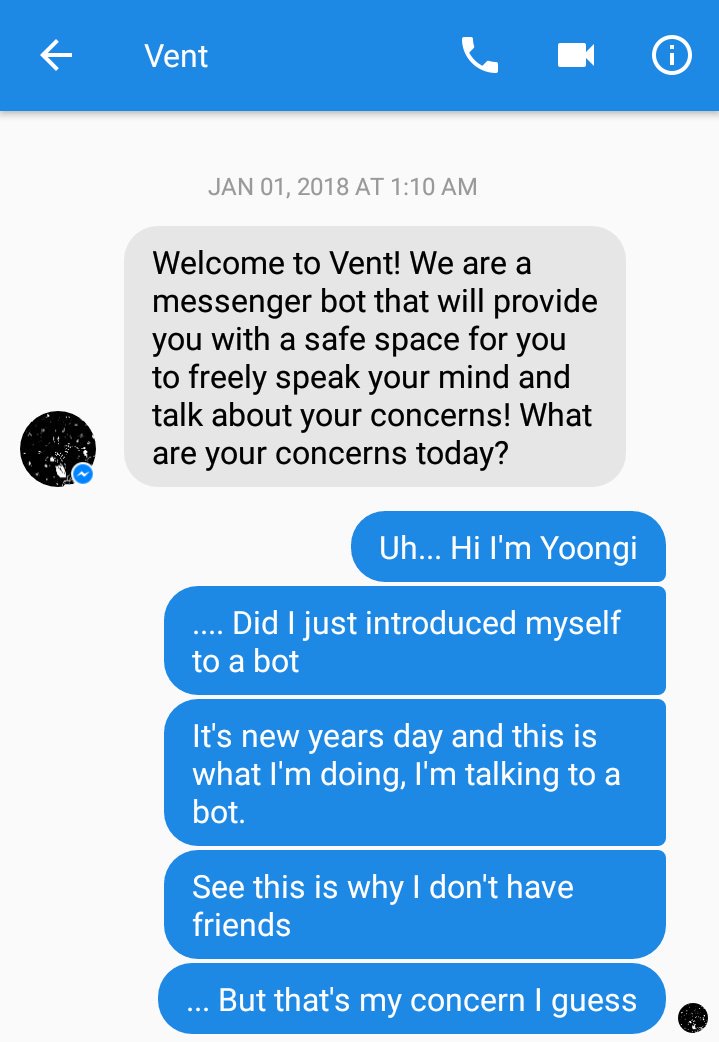 Vent
JAN 01, 2018 AT 1:10 AM
Welcome to Vent! We are a
messenger bot that will provide
you with a safe space for you
to freely speak your mind and
talk about your concerns! What
are your concerns today?
Uh... Hi I'm Yoongi
.... Did I just introduced myself
to a bot
It's new years day and this is
what I'm doing, I'm talking to a
bot.
See this is why I don't have
friends
... But that's my concern I guess